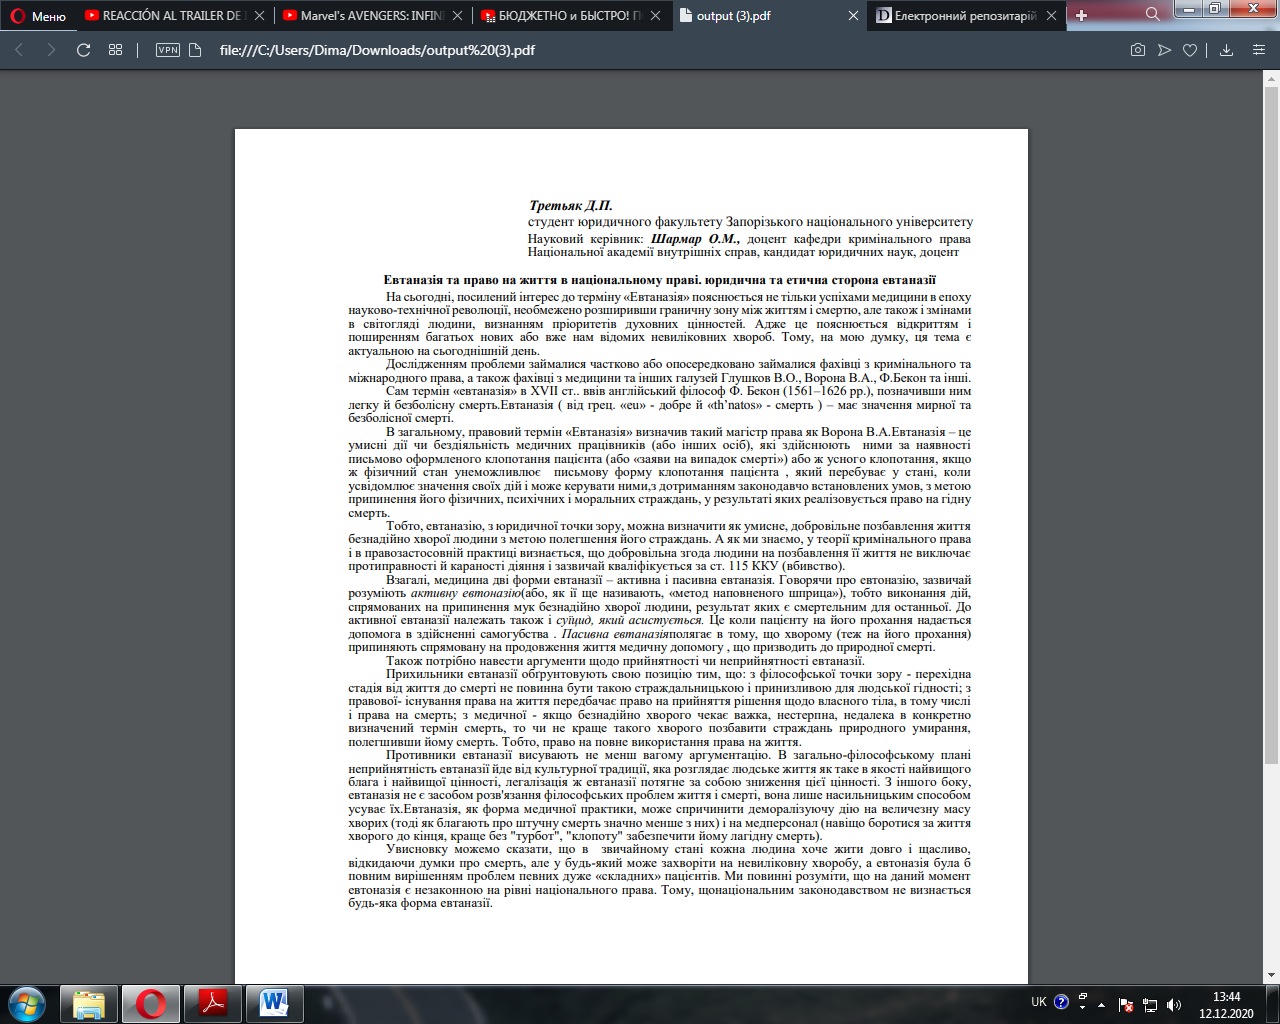 Меню
REACCIÓN AL TRAILER DE
Marvel's AVENGERS: INFIN
БЮДЖЕТНО и БЫСТРО!
output (3).pdf
Електронний репозитарій
VPN
file:///C:/Users/Dima/Downloads/output%20(3).pdf
Третьяк Д.П.
студент юридичного факультету Запорізького національного університету
Науковий керівник: Шармар О.М., доцент кафедри кримінального права
Національної академії внутрішніх справ, кандидат юридичних наук, доцент
Евтаназія та право на життя в національному праві. юридична та етична сторона евтаназії
На сьогодні, посилений інтерес до терміну «Евтаназія» пояснюється не тільки успіхами медицини в епоху
науково-технічної революції, необмежено розширивши граничну зону між життям і смертю, але також і змінами
в світогляді людини, визнанням пріоритетів духовних цінностей. Адже це пояснюється відкриттям і
поширенням багатьох нових або вже нам відомих невиліковних хвороб. Тому, на мою думку, ця тема є
актуальною на сьогоднішній день.
Дослідженням проблеми займалися частково або опосередковано займалися фахівці з кримінального та
міжнародного права, а також фахівці з медицини та інших галузей Глушков В.О., Ворона В.А., Ф.Бекон та інші.
Сам термін «евтаназія» в XVII ст.. ввів англійський філософ Ф. Бекон (1561–1626 рр.), позначивши ним
легку й безболісну смерть.Евтаназія ( від грец. «eu» - добре й «th’natos» - смерть ) – має значення мирної та
безболісної смерті.
В загальному, правовий термін «Евтаназія» визначив такий магістр права як Ворона В.А.Евтаназія – це
умисні дії чи бездіяльність медичних працівників (або інших осіб), які здійснюють ними за наявності
письмово оформленого клопотання пацієнта (або «заяви на випадок смерті») або ж усного клопотання, якщо
ж фізичний стан унеможливлює письмову форму клопотання пацієнта , який перебуває у стані, коли
усвідомлює значення своїх дій і може керувати ними,з дотриманням законодавчо встановлених умов, з метою
припинення його фізичних, психічних і моральних страждань, у результаті яких реалізовується право на гідну
смерть.
Тобто, евтаназію, з юридичної точки зору, можна визначити як умисне, добровільне позбавлення життя
безнадійно хворої людини з метою полегшення його страждань. А як ми знаємо, у теорії кримінального права
і в правозастосовній практиці визнається, що добровільна згода людини на позбавлення її життя не виключає
протиправності й караності діяння і зазвичай кваліфікується за ст. 115 ККУ (вбивство).
Взагалі, медицина дві форми евтаназії – активна і пасивна евтаназія. Говорячи про евтоназію, зазвичай
розуміють активну евтоназію(або, як її ще називають, «метод наповненого шприца»), тобто виконання дій,
спрямованих на припинення мук безнадійно хворої людини, результат яких є смертельним для останньої. До
активної евтаназії належать також і суїцид, який асистується. Це коли пацієнту на його прохання надається
допомога в здійсненні самогубства . Пасивна евтаназіяполягає в тому, що хворому (теж на його прохання)
припиняють спрямовану на продовження життя медичну допомогу , що призводить до природної смерті.
Також потрібно навести аргументи щодо прийнятності чи неприйнятності евтаназії.
Прихильники евтаназії обгрунтовують свою позицію тим, що: з філософської точки зору - перехідна
стадія від життя до смерті не повинна бути такою страждальницькою і принизливою для людської гідності; з
правової- існування права на життя передбачає право на прийняття рішення щодо власного тіла, в тому числі
і права на смерть; з медичної - якщо безнадійно хворого чекає важка, нестерпна, недалека в конкретно
визначений термін смерть, то чи не краще такого хворого позбавити страждань природного умирання,
полегшивши йому смерть. Тобто, право на повне використання права на життя.
Противники евтаназії висувають не менш вагому аргументацію. В загально-філософському плані
неприйнятність евтаназії йде від культурної традиції, яка розглядає людське життя як таке в якості найвищого
блага і найвищої цінності, легалізація ж евтаназії потягне за собою зниження цієї цінності. З іншого боку,
евтаназія не є засобом розв'язання філософських проблем життя і смерті, вона лише насильницьким способом
усуває їх.Евтаназія, як форма медичної практики, може спричинити деморалізуючу дію на величезну масу
хворих (тоді як благають про штучну смерть значно менше з них) і на медперсонал (навіщо боротися за життя
хворого до кінця, краще без "турбот", "клопоту" забезпечити йому лагідну смерть).
Увисновку можемо сказати, що в звичайному стані кожна людина хоче жити довго і щасливо,
відкидаючи думки про смерть, але у будь-який може захворіти на невиліковну хворобу, а евтоназія була б
повним вирішенням проблем певних дуже «складних» пацієнтів. Ми повинні розуміти, що на даний момент
евтоназія є незаконною на рівні національного права. Тому, щонаціональним законодавством не визнається
будь-яка форма евтаназії.
UK
13:44
12.12.2020